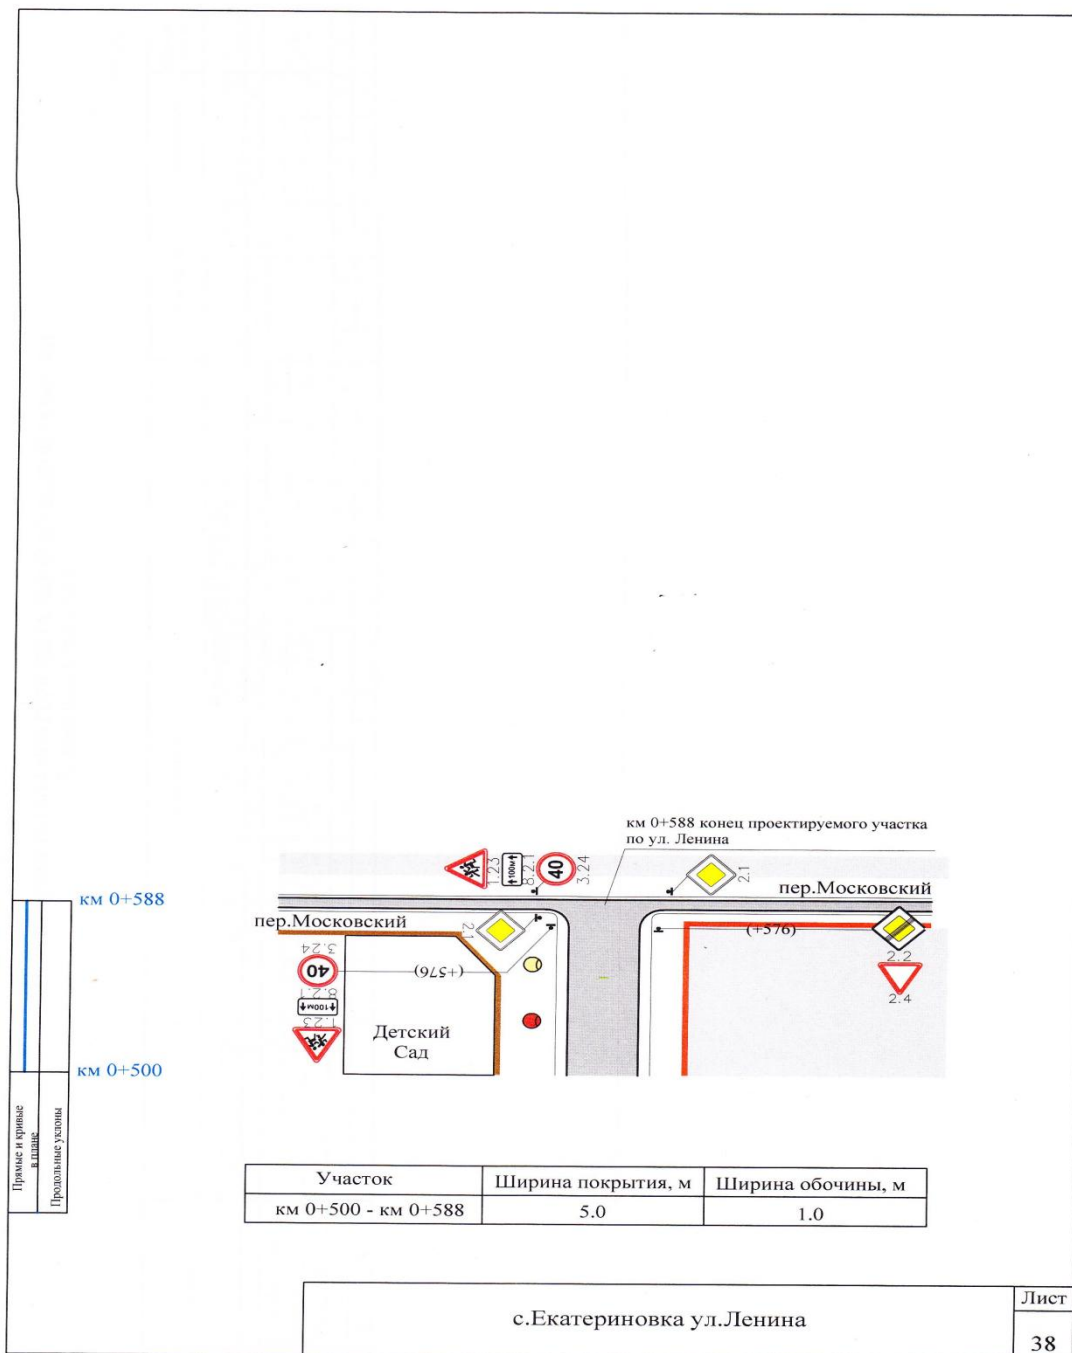 км 0+588 конец проектируемого участка
по ул. Ленина
1.23
8.2.1
100м
40
3.24
2.1
пер.Московский
км 0+588
пер.Московский
2.1
(+576)
2.2
2.4
3.24
40
(+576)
8.2.1
100м
1.23
Детский
Сад
км 0+500
Прямые и кривые
в плане
Продольные уклоны
Участок Ширина покрытия, м Ширина обочины, м
км 0+500 - км 0+588 5.0 1.0
с.Екатериновка ул.Ленина
Лист
38